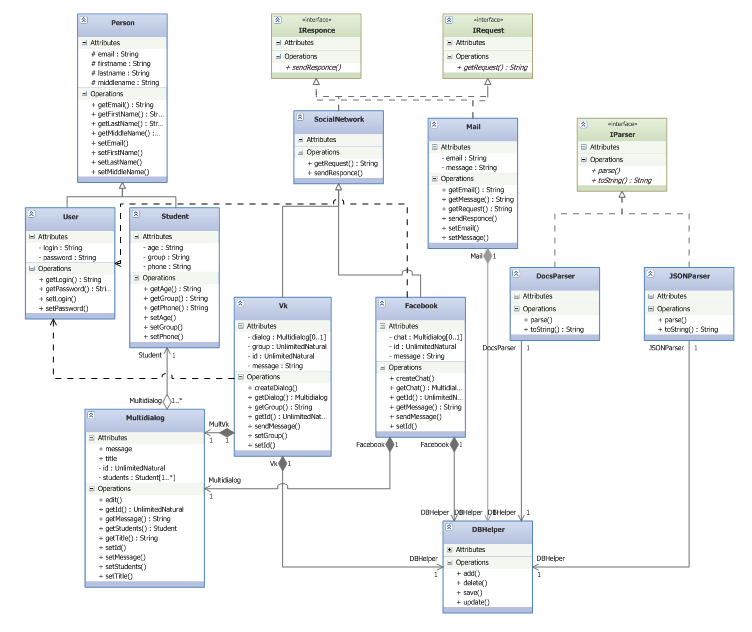 Person
Attributes
# email : String
# firstname : String
# lastname : String
# middlename : String
Operations
+ getEmail() : String
+ getFirstName() : Str...
+ getLastName() : Str...
+ getMiddleName() :...
+ setEmail()
+ setFirstName()
+ setLastName()
+ setMiddleName()
«interface»
IResponce
Attributes
Operations
+ sendResponce()
«interface»
IRequest
Attributes
Operations
+ getRequest() : String
SocialNetwork
Attributes
Operations
+ getRequest() : String
+ sendResponce()
Mail
Attributes
- email : String
- message : String
Operations
+ getEmail() : String
+ getMessage() : String
+ getRequest() : String
+ sendResponce()
+ setEmail()
+ setMessage()
«interface»
IParser
Attributes
Operations
+ parse()
+ toString() : String
User
Attributes
- login : String
- password : String
Operations
+ getLogin() : String
+ getPassword() : Stri...
+ setLogin()
+ setPassword()
Student
Attributes
- age : String
- group : String
- phone : String
Operations
+ getAge() : String
+ getGroup() : String
+ getPhone() : String
+ setAge()
+ setGroup()
+ setPhone()
Mail
1
DocsParser
Attributes
Operations
+ parse()
+ toString() : String
JSONParser
Attributes
Operations
+ parse()
+ toString() : String
Vk
Attributes
- dialog : Multidialog[0..1]
- group : UnlimitedNatural
- id : UnlimitedNatural
- message : String
Operations
+ createDialog()
+ getDialog() : Multidialog
+ getGroup() : String
+ getId() : UnlimitedNat...
+ sendMessage()
+ setGroup()
+ setId()
Facebook
Attributes
- chat : Multidialog[0..1]
- id : UnlimitedNatural
- message : String
Operations
+ createChat()
+ getChat() : Multidial...
+ getId() : UnlimitedN...
+ getMessage() : String
+ sendMessage()
+ setId()
DocsParser
1
JSONParser
1
Student
1
Multidialog
1..*
Multidialog
Attributes
+ message
+ title
- id : UnlimitedNatural
- students : Student[1..*]
Operations
+ edit()
+ getId() : UnlimitedNatural
+ getMessage() : String
+ getStudents() : Student
+ getTitle() : String
+ setId()
+ setMessage()
+ setStudents()
+ setTitle()
1
1
Vk
1
Facebook
1
Facebook
1
Multidialog
1
DBHelper
DBHelper
DBHelper
1
1
1
DBHelper
Attributes
Operations
+ add()
+ delete()
+ save()
+ update()
DBHelper
1
DBHelper
1